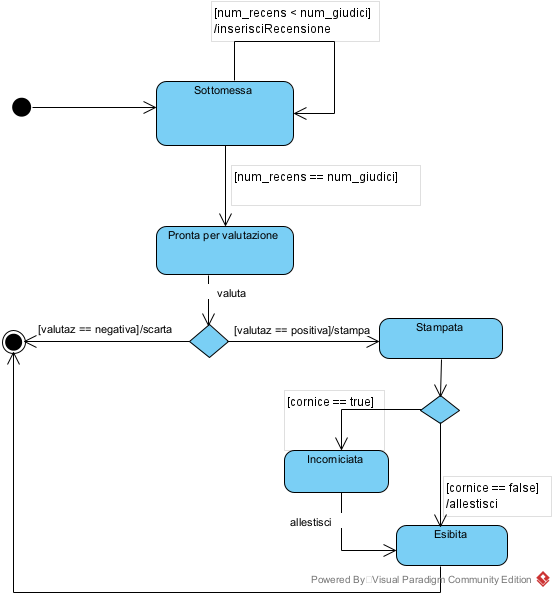 [num_recens < num_giudici]
/inserisciRecensione
Sottomessa
[num_recens == num_giudici]
Pronta per valutazione
valuta
[valutaz == negativa]/scarta
[valutaz == positiva]/stampa
Stampata
[cornice == true]
Incorniciata
[cornice == false]
/allestisci
allestisci
Esibita
Powered By Visual Paradigm Community Edition